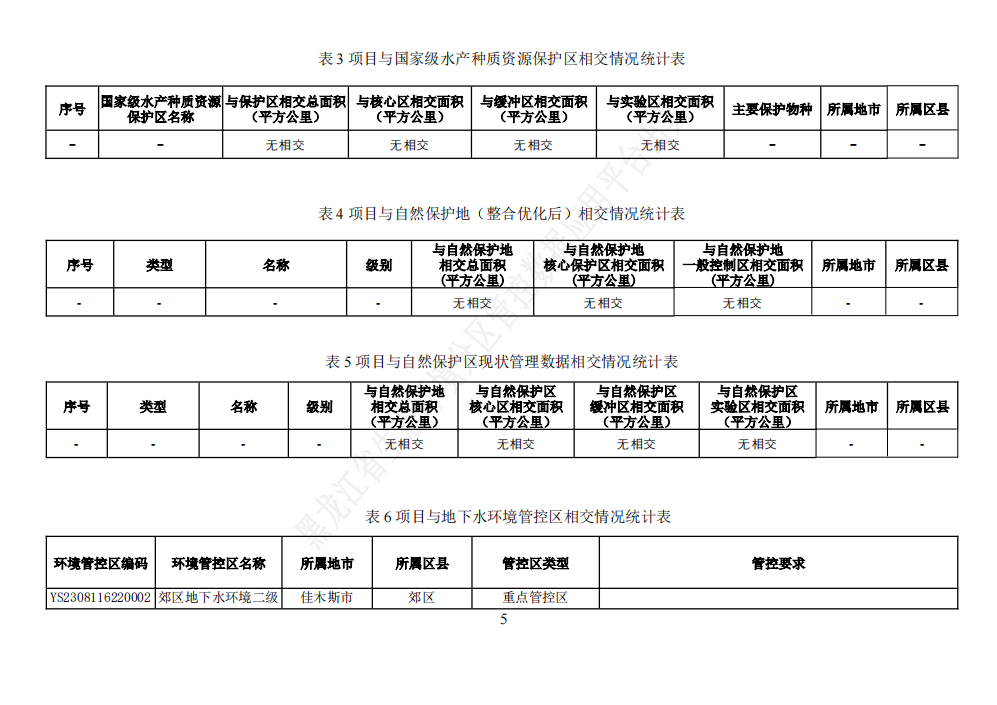 表 3 项目与国家级水产种质资源保护区相交情况统计表
序号 国家级水产种质资源保护区名称 与保护区相交总面积（平方公里） 与核心区相交面积（平方公里） 与缓冲区相交面积（平方公里） 与实验区相交面积（平方公里） 主要保护物种 所属地市 所属区县
- - 无相交 无相交 无相交 无相交 - - -
表 4 项目与自然保护地（整合优化后）相交情况统计表
序号 类型 名称 级别 与自然保护地相交总面积(平方公里) 与自然保护地核心保护区相交面积(平方公里) 与自然保护地一般控制区相交面积(平方公里) 所属地市 所属区县
- - - - 无相交 无相交 无相交 - -
表 5 项目与自然保护区现状管理数据相交情况统计表
序号 类型 名称 级别 与自然保护地相交总面积（平方公里） 与自然保护区核心区相交面积（平方公里） 与自然保护区缓冲区相交面积（平方公里） 与自然保护区实验区相交面积（平方公里） 所属地市 所属区县
- - - - 无相交 无相交 无相交 无相交 - -
表 6 项目与地下水环境管控区相交情况统计表
环境管控区编码 环境管控区名称 所属地市 所属区县 管控区类型 管控要求
YS2308116220002 郊区地下水环境二级 佳木斯市 郊区 重点管控区
5
黑龙江省生 境分区管控数据应用平台